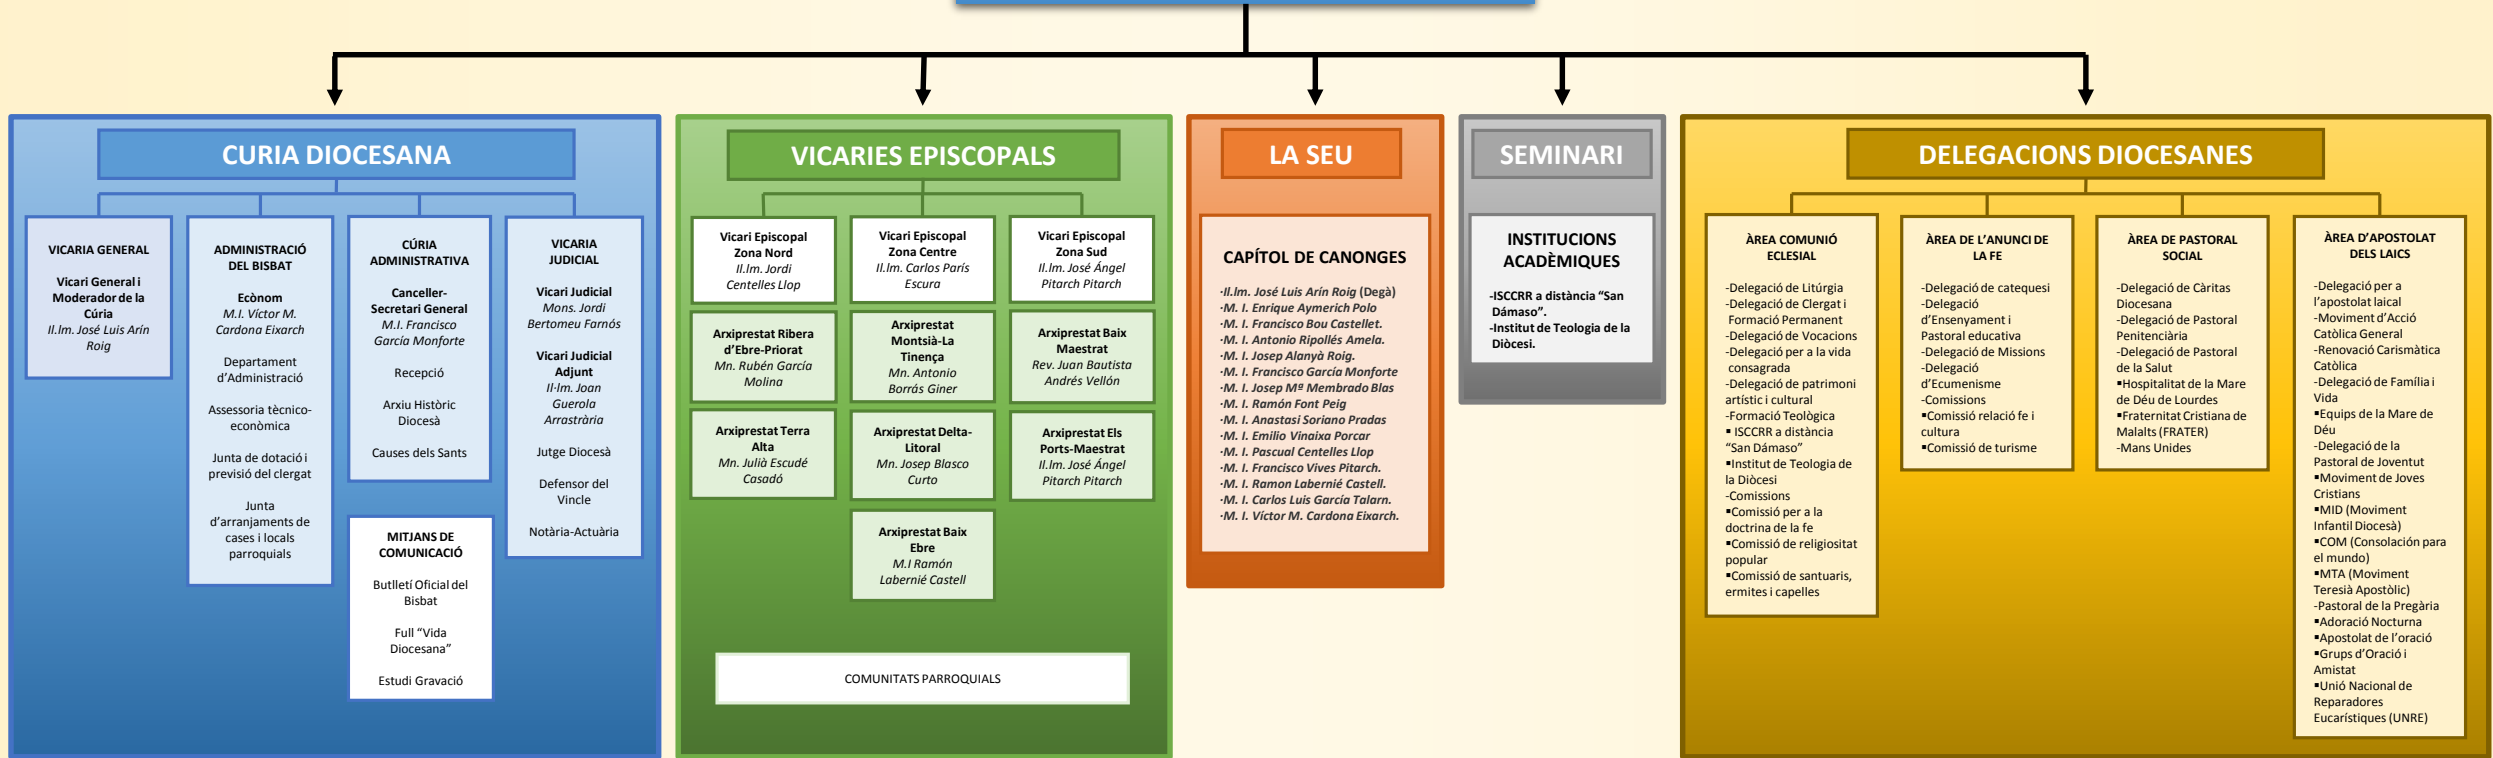 CURIA DIOCESANA
VICARIA GENERAL
Vicari General i
Moderador de la
Cúria
Il.lm. José Luis Arín
Roig
ADMINISTRACIÓ
DEL BISBAT
Ecònom
M.I. Víctor M.
Cardona Eixarch
Departament
d’Administració
Assessoria tècnico-
econòmica
Junta de dotació i
previsió del clergat
Junta
d’arranjaments de
cases i locals
parroquials
CÚRIA
ADMINISTRATIVA
Canceller-
Secretari General
M.I. Francisco
García Monforte
Recepció
Arxiu Històric
Diocesà
Causes dels Sants
MITJANS DE
COMUNICACIÓ
Butlletí Oficial del
Bisbat
Full “Vida
Diocesana”
Estudi Gravació
VICARIA
JUDICIAL
Vicari Judicial
Mons. Jordi
Bertomeu Farnós
Vicari Judicial
Adjunt
Il·lm. Joan
Guerola
Arrastrària
Jutge Diocesà
Defensor del
Vincle
Notària-Actuària
VICARIES EPISCOPALS
Vicari Episcopal
Zona Nord
Il.lm. Jordi
Centelles Llop
Arxiprestat Ribera
d’Ebre-Priorat
Mn. Rubén García
Molina
Arxiprestat Terra
Alta
Mn. Julià Escudé
Casadó
Vicari Episcopal
Zona Centre
Il.lm. Carlos París
Escura
Arxiprestat
Montsià-La
Tinença
Mn. Antonio
Borrás Giner
Arxiprestat Delta-
Litoral
Mn. Josep Blasco
Curto
Arxiprestat Baix
Ebre
M.I Ramón
Labernié Castell
Vicari Episcopal
Zona Sud
Il.lm. José Ángel
Pitarch Pitarch
Arxiprestat Baix
Maestrat
Rev. Juan Bautista
Andrés Vellón
Arxiprestat Els
Ports-Maestrat
Il.lm. José Ángel
Pitarch Pitarch
COMUNITATS PARROQUIALS
LA SEU
CAPÍTOL DE CANONGES
·Il.lm. José Luis Arín Roig (Degà)
·M. I. Enrique Aymerich Polo
·M. I. Francisco Bou Castellet.
·M. I. Antonio Ripollés Amela.
·M. I. Josep Alanyà Roig.
·M. I. Francisco García Monforte
·M. I. Josep Mª Membrado Blas
·M. I. Ramón Font Peig
·M. I. Anastasi Soriano Pradas
·M. I. Emilio Vinaixa Porcar
·M. I. Pascual Centelles Llop
·M. I. Francisco Vives Pitarch.
·M. I. Ramon Labernié Castell.
·M. I. Carlos Luis García Talarn.
·M. I. Víctor M. Cardona Eixarch.
SEMINARI
INSTITUCIONS
ACADÈMIQUES
-ISCCRR a distància “San
Dámaso”.
-Institut de Teologia de la
Diòcesi.
DELEGACIONS DIOCESANES
ÀREA COMUNIÓ
ECLESIAL
-Delegació de Litúrgia
-Delegació de Clergat i
Formació Permanent
-Delegació de Vocacions
-Delegació per a la vida
consagrada
-Delegació de patrimoni
artístic i cultural
-Formació Teològica
▪ ISCCRR a distància
“San Dámaso”
▪Institut de Teologia de
la Diòcesi
-Comissions
▪Comissió per a la
doctrina de la fe
▪Comissió de religiositat
popular
▪Comissió de santuaris,
ermites i capelles
ÀREA DE L’ANUNCI DE
LA FE
-Delegació de catequesi
-Delegació
d’Ensenyament i
Pastoral educativa
-Delegació de Missions
-Delegació
d’Ecumenisme
-Comissions
▪Comissió relació fe i
cultura
▪Comissió de turisme
ÀREA DE PASTORAL
SOCIAL
-Delegació de Càritas
Diocesana
-Delegació de Pastoral
Penitenciària
-Delegació de Pastoral
de la Salut
▪Hospitalitat de la Mare
de Déu de Lourdes
▪Fraternitat Cristiana de
Malalts (FRATER)
-Mans Unides
ÀREA D’APOSTOLAT
DELS LAICS
-Delegació per a
l’apostolat laical
-Moviment d’Acció
Catòlica General
-Renovació Carismàtica
Catòlica
-Delegació de Família i
Vida
▪Equips de la Mare de
Déu
-Delegació de la
Pastoral de Joventut
▪Moviment de Joves
Cristians
▪MID (Moviment
Infantil Diocesà)
▪COM (Consolación para
el mundo)
▪MTA (Moviment
Teresià Apostòlic)
-Pastoral de la Pregària
▪Adoració Nocturna
▪Apostolat de l’oració
▪Grups d’Oració i
Amistat
▪Unió Nacional de
Reparadores
Eucarístiques (UNRE)